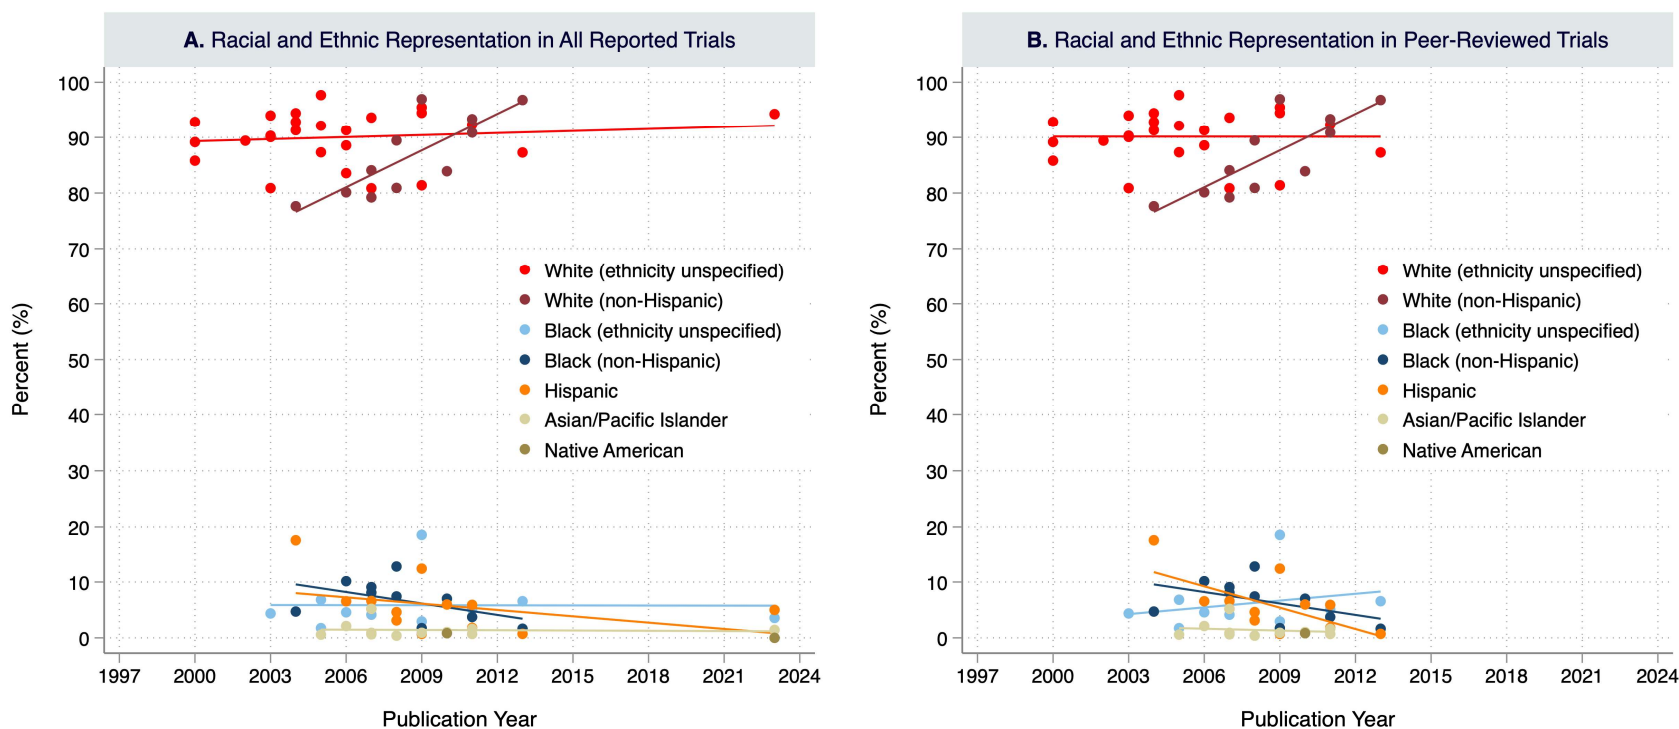 A. Racial and Ethnic Representation in All Reported Trials
100
90
80
70
60
50
40
30
20
10
0
Percent (%)
White (ethnicity unspecified)
White (non-Hispanic)
Black (ethnicity unspecified)
Black (non-Hispanic)
Hispanic
Asian/Pacific Islander
Native American
1997 2000 2003 2006 2009 2012 2015 2018 2021 2024
Publication Year
B. Racial and Ethnic Representation in Peer-Reviewed Trials
100
90
80
70
60
50
40
30
20
10
0
Percent (%)
White (ethnicity unspecified)
White (non-Hispanic)
Black (ethnicity unspecified)
Black (non-Hispanic)
Hispanic
Asian/Pacific Islander
Native American
1997 2000 2003 2006 2009 2012 2015 2018 2021 2024
Publication Year